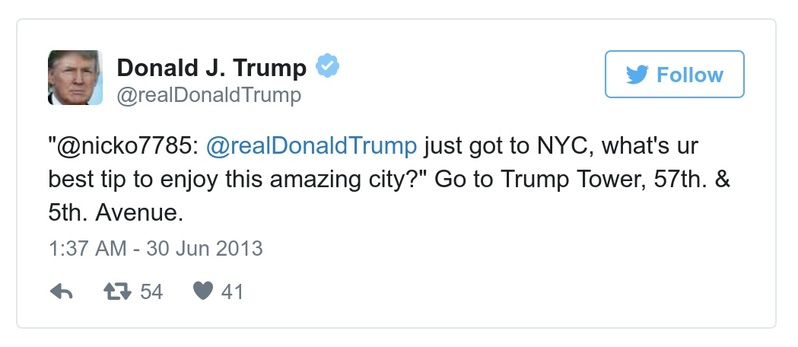 Donald J. Trump
@realDonaldTrump
Follow
"@nicko7785: @realDonaldTrump just got to NYC, what's ur
best tip to enjoy this amazing city?" Go to Trump Tower, 57th. &
5th. Avenue.
1:37 AM - 30 Jun 2013
54 41